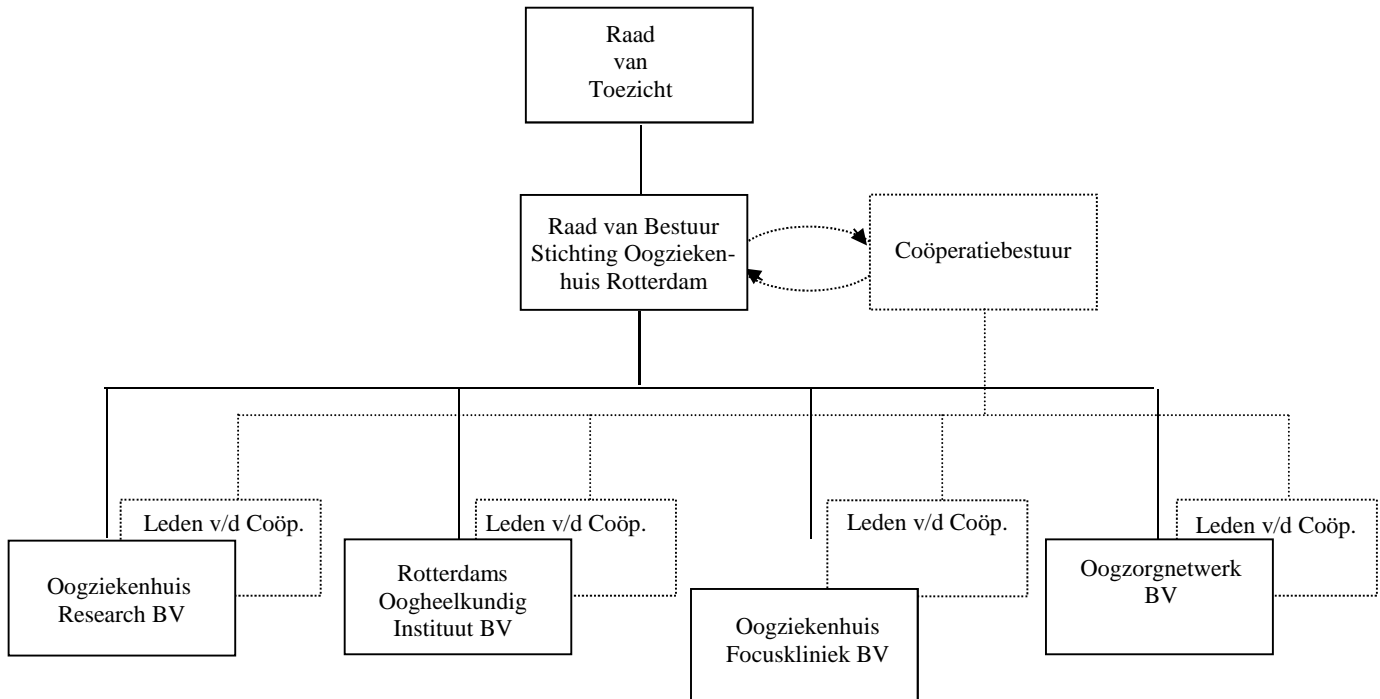 Raad
van
Toezicht
Raad van Bestuur
Stichting Oogzieken-
huis Rotterdam
Coöperatiebestuur
Leden v/d Coöp.
Leden v/d Coöp.
Leden v/d Coöp.
Leden v/d Coöp.
Oogziekenhuis
Research BV
Rotterdams
Oogheelkundig
Instituut BV
Oogziekenhuis
Focuskliniek BV
Oogzorgnetwerk
BV